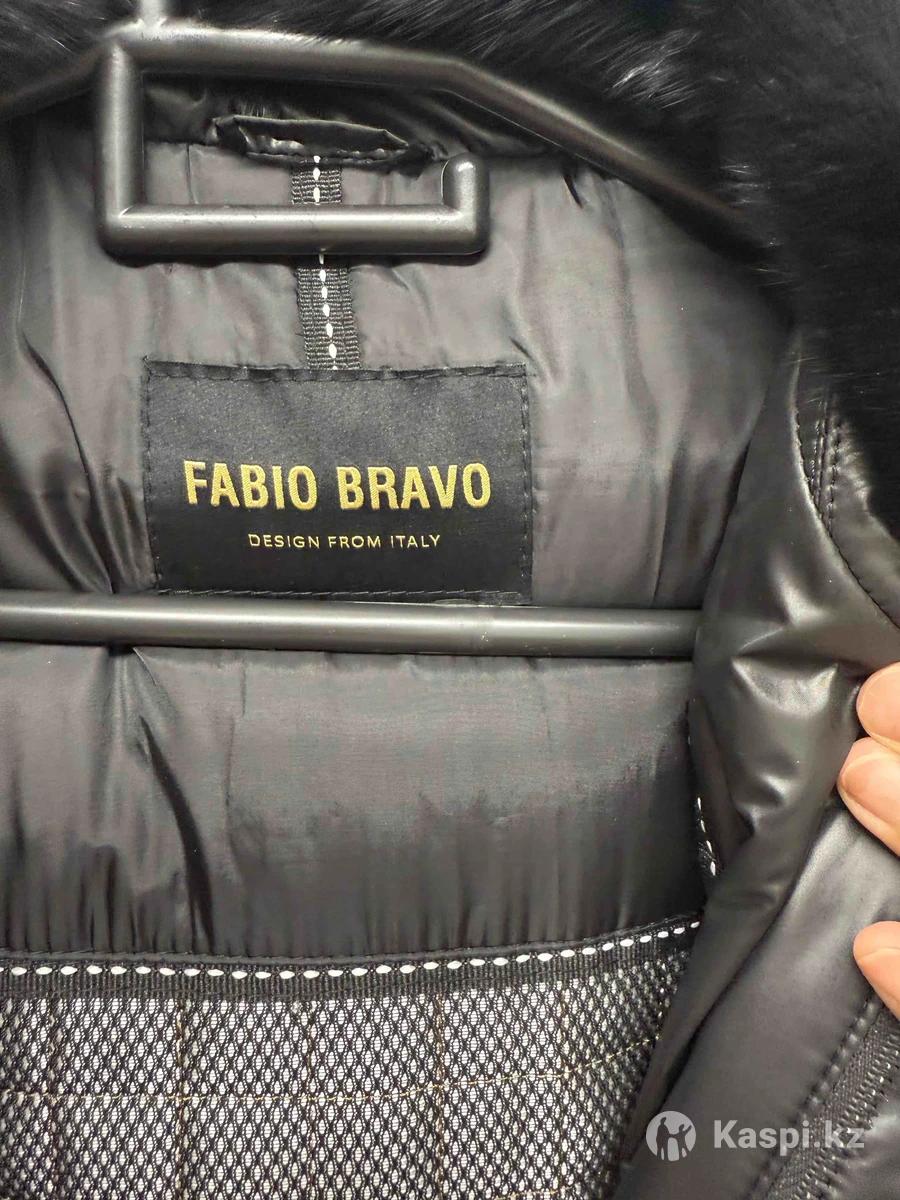 FABIO BRAVO
DESIGN FROM ITALY
Kaspi.kz